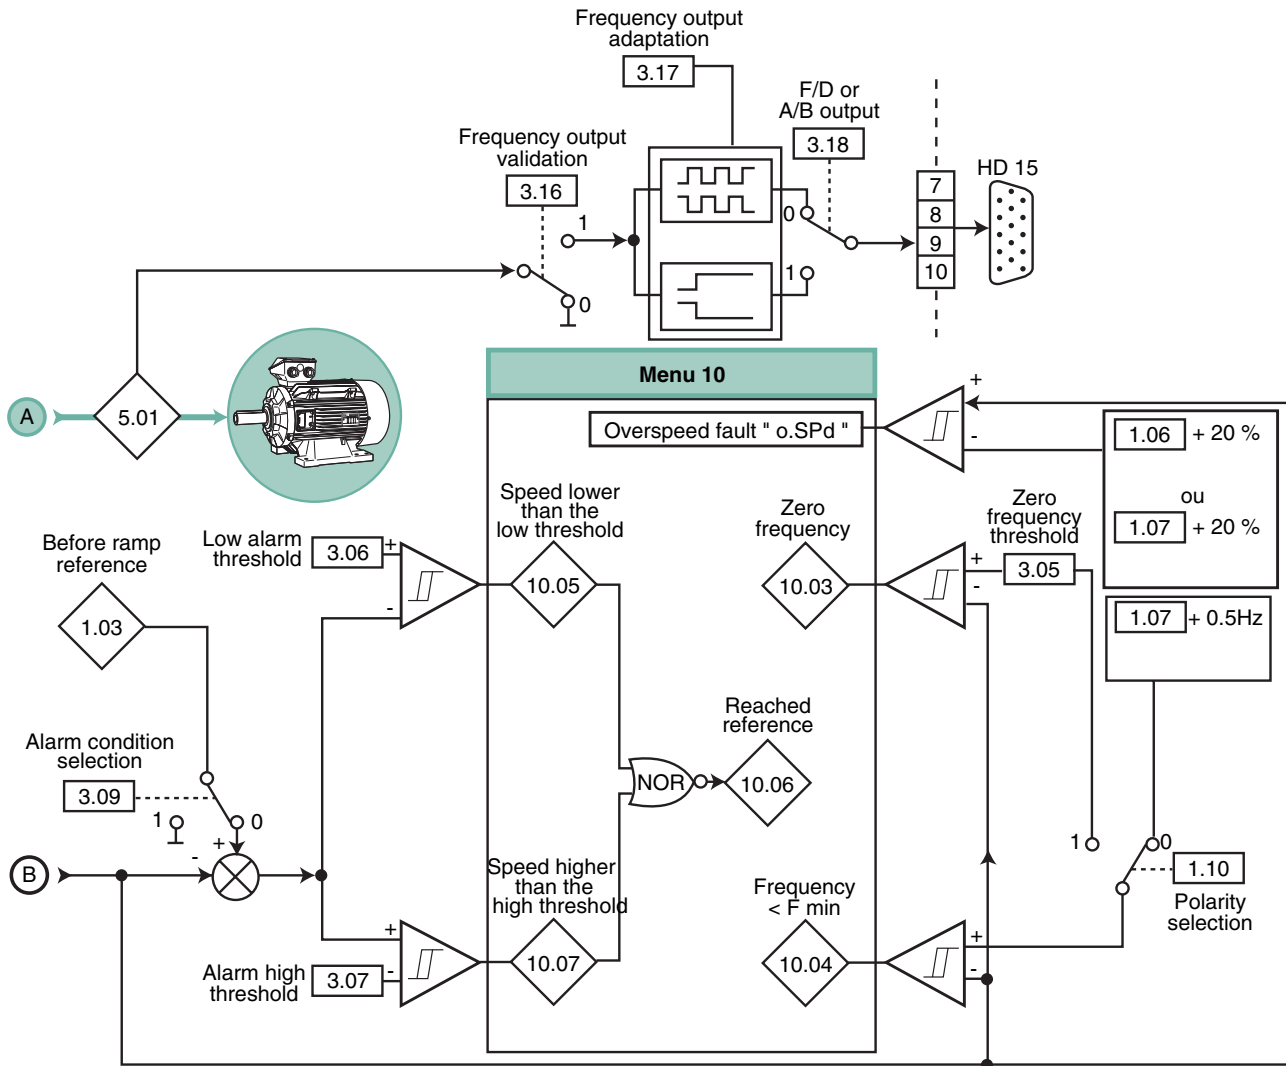 Frequency output
adaptation
3.17
F/D or
A/B output
3.18
Frequency output
validation
3.16
1
0
0
1
7
8
9
10
HD 15
A
5.01
Menu 10
Overspeed fault " o.SPd "
+
-
1.06 + 20 %
ou
1.07 + 20 %
Speed lower
than the
low threshold
10.05
Zero
frequency
10.03
Zero
frequency
threshold
3.05
+
-
Low alarm
threshold
3.06
+
-
Before ramp
reference
1.03
1.07 + 0.5Hz
Reached
reference
NOR
10.06
Alarm condition
selection
3.09
1
0
+
-
B
1
0
1.10
Polarity
selection
Speed higher
than the
high threshold
10.07
Frequency
< F min
10.04
+
-
+
-
Alarm high
threshold
3.07